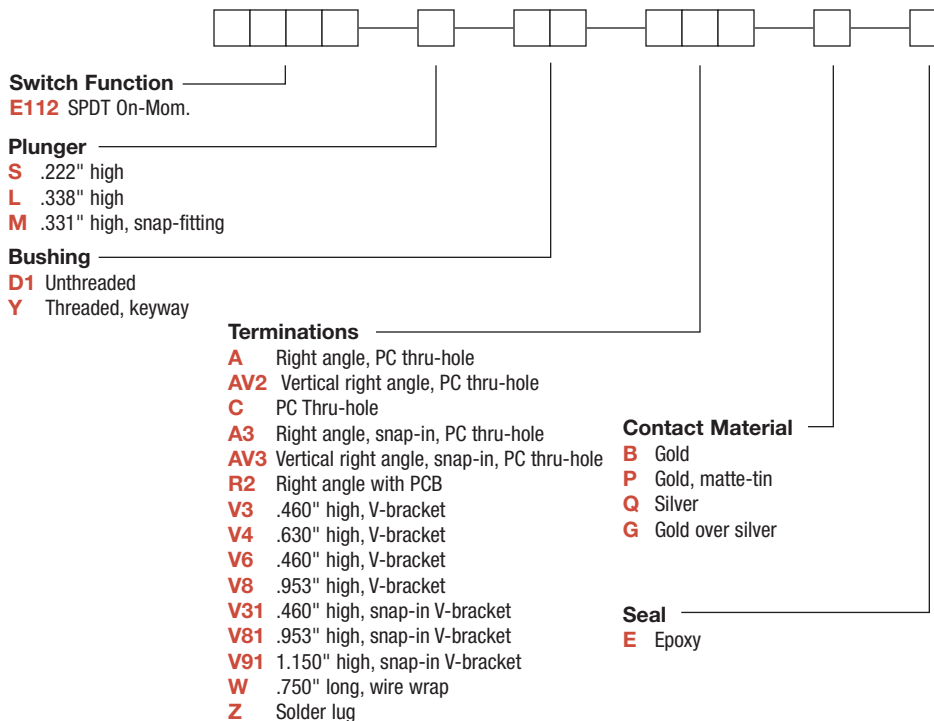 Switch Function
E112 SPDT On-Mom.
Plunger
S .222" high
L .338" high
M .331" high, snap-fitting
Bushing
D1 Unthreaded
Y Threaded, keyway
Terminations
A Right angle, PC thru-hole
AV2 Vertical right angle, PC thru-hole
C PC Thru-hole
A3 Right angle, snap-in, PC thru-hole
AV3 Vertical right angle, snap-in, PC thru-hole
R2 Right angle with PCB
V3 .460" high, V-bracket
V4 .630" high, V-bracket
V6 .460" high, V-bracket
V8 .953" high, V-bracket
V31 .460" high, snap-in V-bracket
V81 .953" high, snap-in V-bracket
V91 1.150" high, snap-in V-bracket
W .750" long, wire wrap
Z Solder lug
Contact Material
B Gold
P Gold, matte-tin
Q Silver
G Gold over silver
Seal
E Epoxy